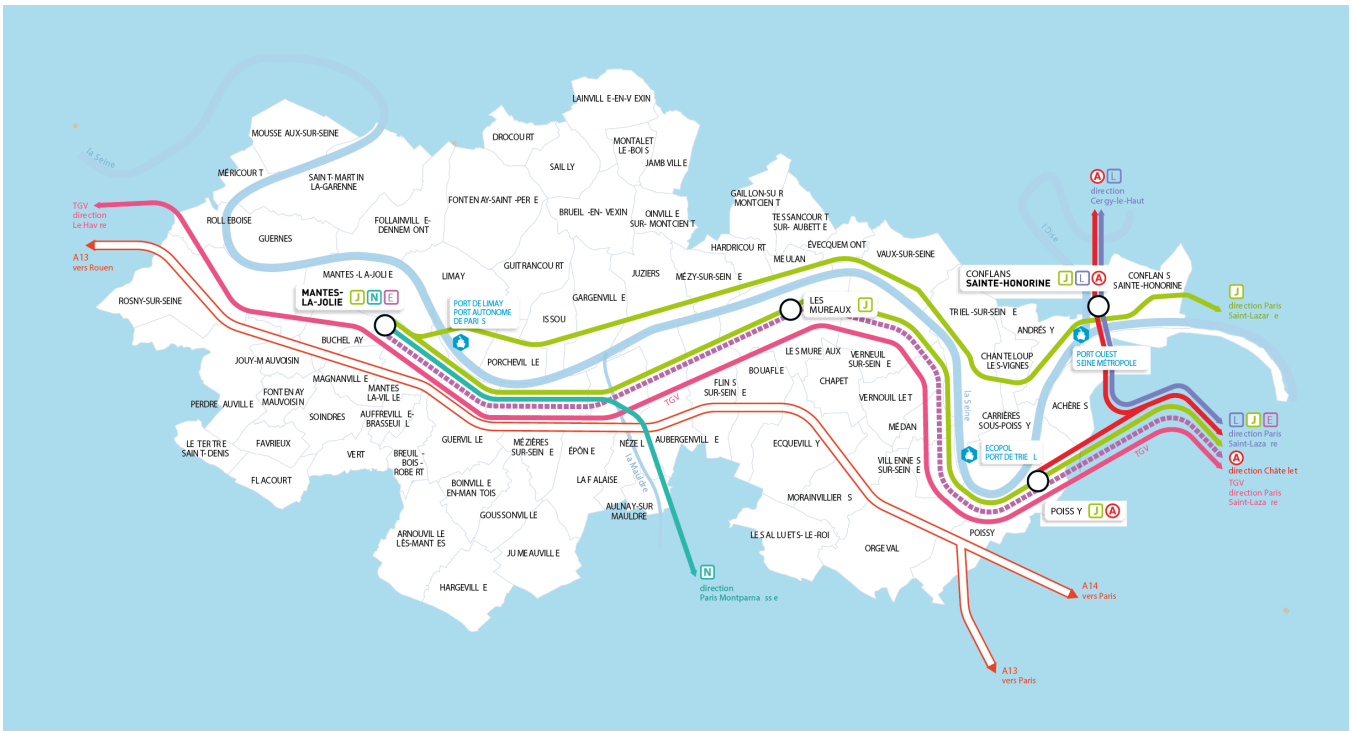 LAINVILLE-EN-VEXIN
MOUSSEAUX-SUR-SEINE
DROCOURT
MONTALET
LE-BOIS
la Seine
SAILLY
JAMBVILLE
MÉRICOURT
SAINT-MARTIN
LA-GARENNE
A L
direction
Cergy-le-Haut
GAILLON-SUR
MONTCIENT
FONTENAY-SAINT-PERE
TGV
direction
Le Havre
ROLLEBOISE
FOLLAINVILLE-
DENNEMONT
BRUEIL-EN-VEXIN
OINVILLE
SUR-MONTCIENT
TESSANCOURT
SUR-AUBETTE
l'Oise
GUERNES
HARDRICOURT
ÉVECQUEMONT
MEULAN
VAUX-SUR-SEINE
A13
vers Rouen
GUITRANCOURT
MANTES-LA-JOLIE
LIMAY
JUZIERS
MÉZY-SUR-SEINE
CONFLANS
SAINTE-HONORINE
J L A
CONFLANS
SAINTE-HONORINE
ROSNY-SUR-SEINE
MANTES-
LA-JOLIE
J N E
GARGENVILLE
LES
MUREAUX
J
J
direction Paris
Saint-Lazare
PORT DE LIMAY
PORT AUTONOME
DE PARIS
ISSOU
TRIEL-SUR-SEINE
ANDRÉSY
BUCHELAY
PORCHEVILLE
LES MUREAUX
VERNEUIL
SUR-SEINE
CHANTELOUP
LES-VIGNES
PORT OUEST
SEINE MÉTROPOLE
JOUY-MAUVOISIN
MAGNANVILLE
BOUAFLE
CHAPET
FLINS
SUR-SEINE
FONTENAY
MAUVOISIN
MANTES
LA-VILLE
VERNOUILLET
la Seine
ACHÈRES
PERDREAUVILLE
SOINDRES
AUFFREVILLE-
BRASSEUIL
TGV
CARRIÈRES
SOUS-POISSY
L J E
direction Paris
Saint-Lazare
MÉDAN
LE TERTRE
SAINT-DENIS
FAVRIEUX
GUERVILLE
MÉZIÈRES
SUR-SEINE
NEZEL
AUBERGENVILLE
ECQUEVILLY
ÉPÔNE
VERT
BREUIL-
BOIS-
ROBERT
la Mauldre
VILLENNES
SUR-SEINE
ECOPOL
PORT DE TRIEL
TGV
A
direction Châtelet
TGV
direction Paris
Saint-Lazare
FLACOURT
BOINVILLE
EN-MANTOIS
LA FALAISE
MORAINVILLIERS
AULNAY-SUR
MAULDRE
GOUSSONVILLE
POISSY
J A
ARNOUVILLE
LÈS-MANTES
LES ALLUETS-LE-ROI
POISSY
JUMEAUVILLE
ORGEVAL
HARGEVILLE
N
direction
Paris Montparnasse
A14
vers Paris
A13
vers Paris